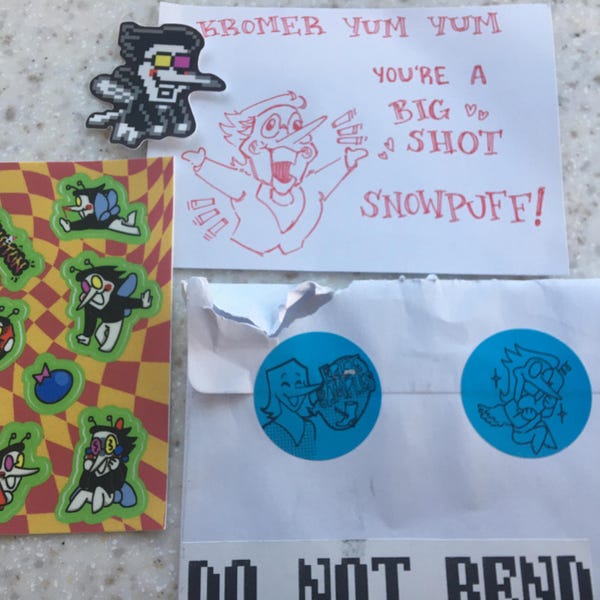 KROMER YUM YUM
YOU'RE A
BIG
SHOT
SNOWPUFF!
DO NOT BEND